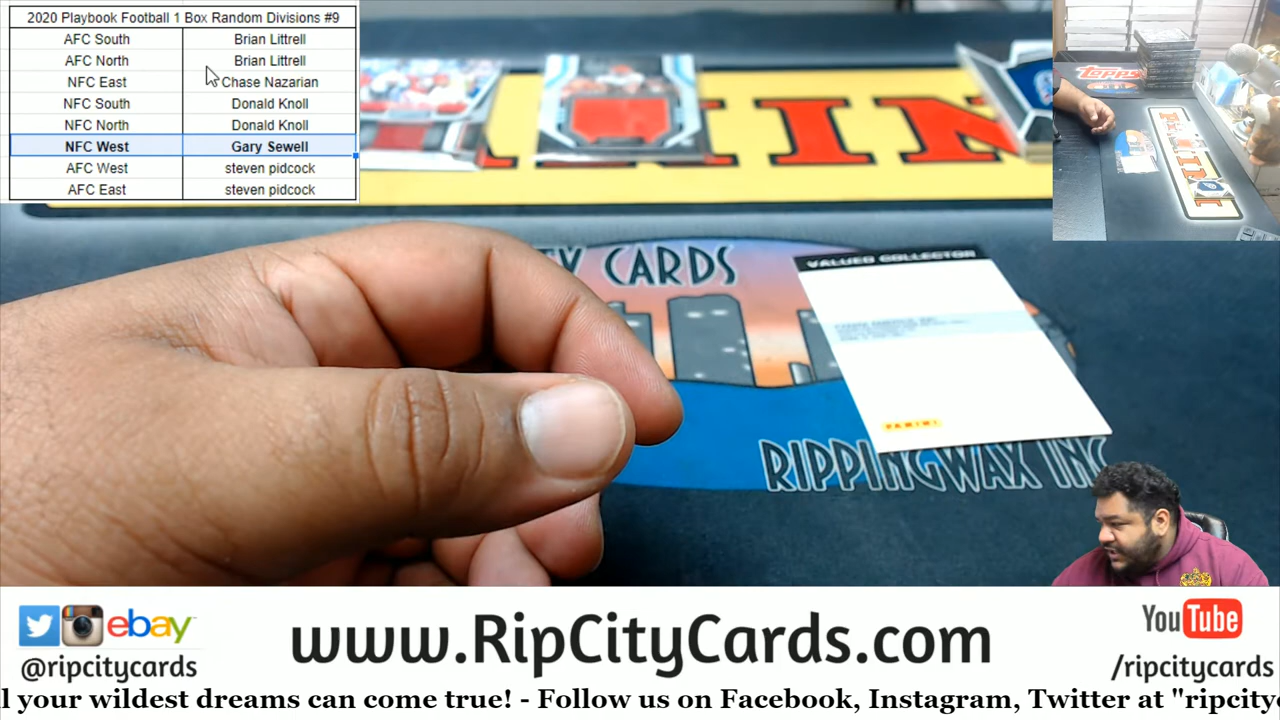 2020 Playbook Football 1 Box Random Divisions #9
AFC South Brian Littrell
AFC North Brian Littrell
NFC East Chase Nazarian
NFC South Donald Knoll
NFC North Donald Knoll
NFC West Gary Sewell
AFC West steven pidcock
AFC East steven pidcock
topps
CARDS
VALUED COLLECTOR
PANINI
RIPPINGWAX INC
ebay
@ripcitycards
www.RipCityCards.com
YouTube
/ripcitycards
your wildest dreams can come true! - Follow us on Facebook, Instagram, Twitter at "ripcity